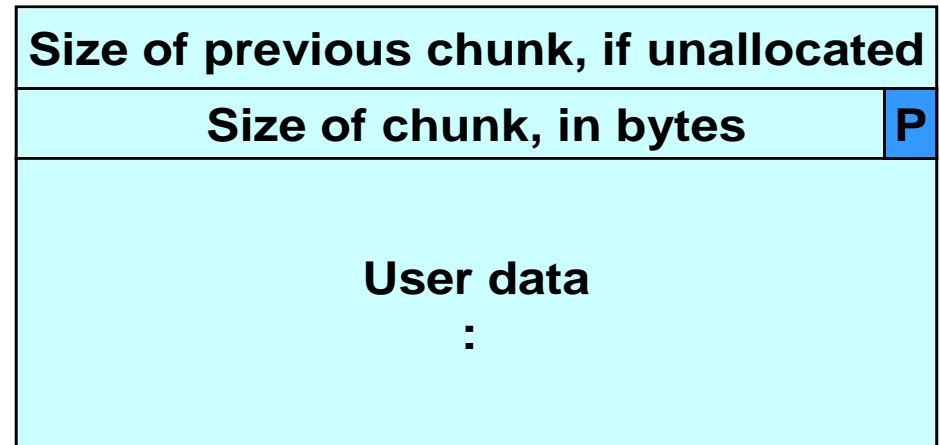 Size of previous chunk, if unallocated
Size of chunk, in bytes P
User data
: